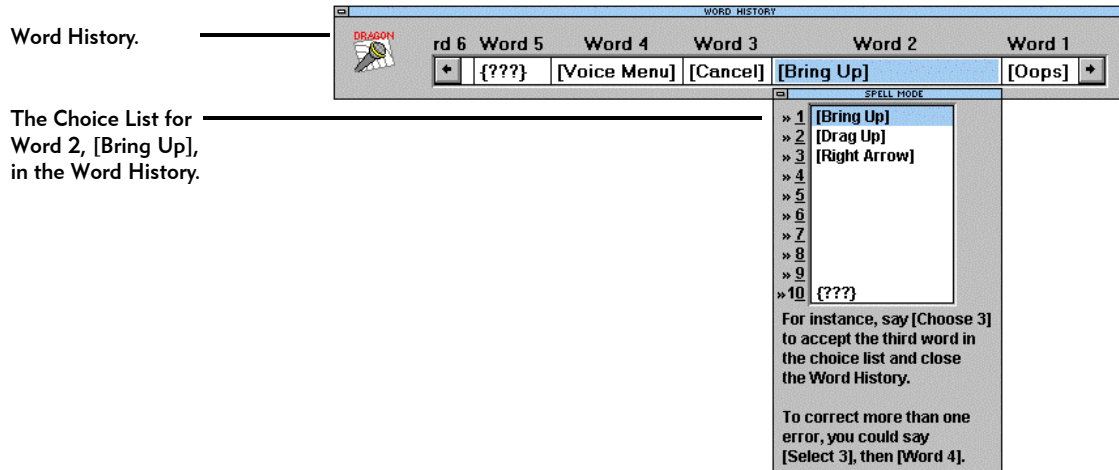 WORD HISTORY
Word History.
DRAGON
rd 6 Word 5 Word 4 Word 3 Word 2 Word 1
{???} [Voice Menu] [Cancel] [Bring Up] [Oops]
The Choice List for
Word 2, [Bring Up],
in the Word History.
SPELL MODE
» 1 [Bring Up]
» 2 [Drag Up]
» 3 [Right Arrow]
» 4
» 5
» 6
» 7
» 8
» 9
»10 {???}
For instance, say [Choose 3]
to accept the third word in
the choice list and close
the Word History.
To correct more than one
error, you could say
[Select 3], then [Word 4].